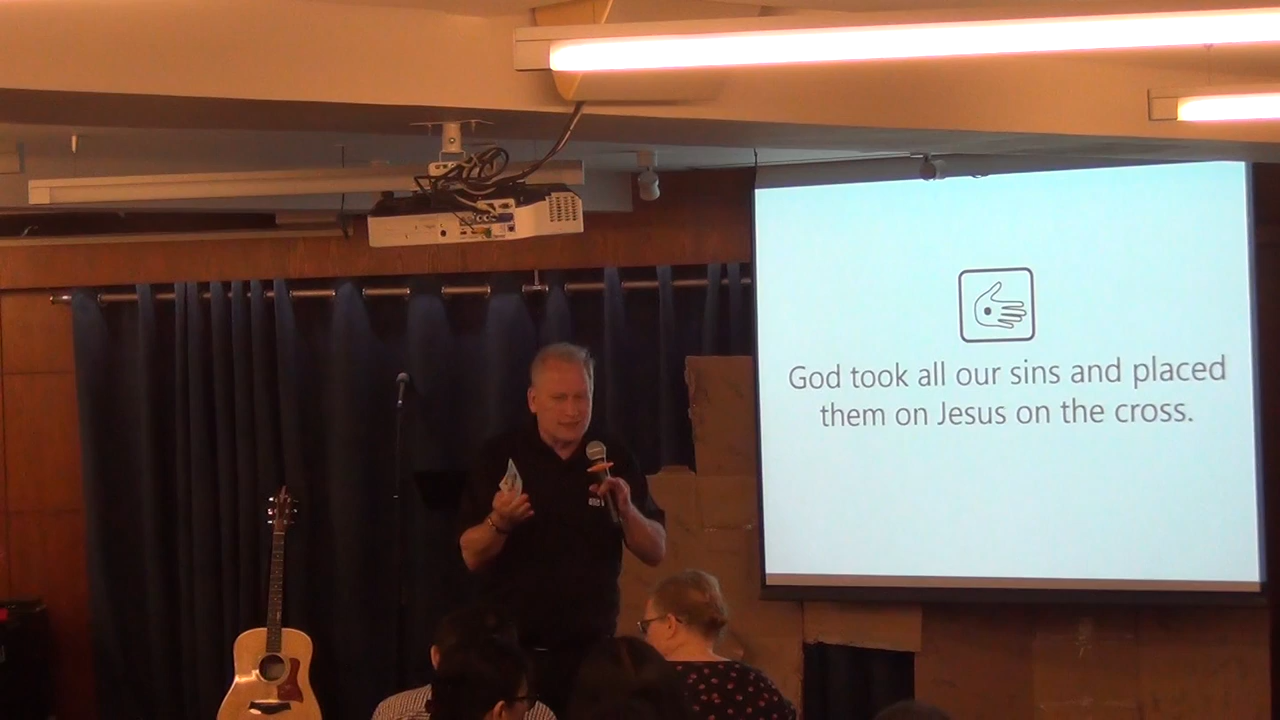 God took all our sins and placed
them on Jesus on the cross.